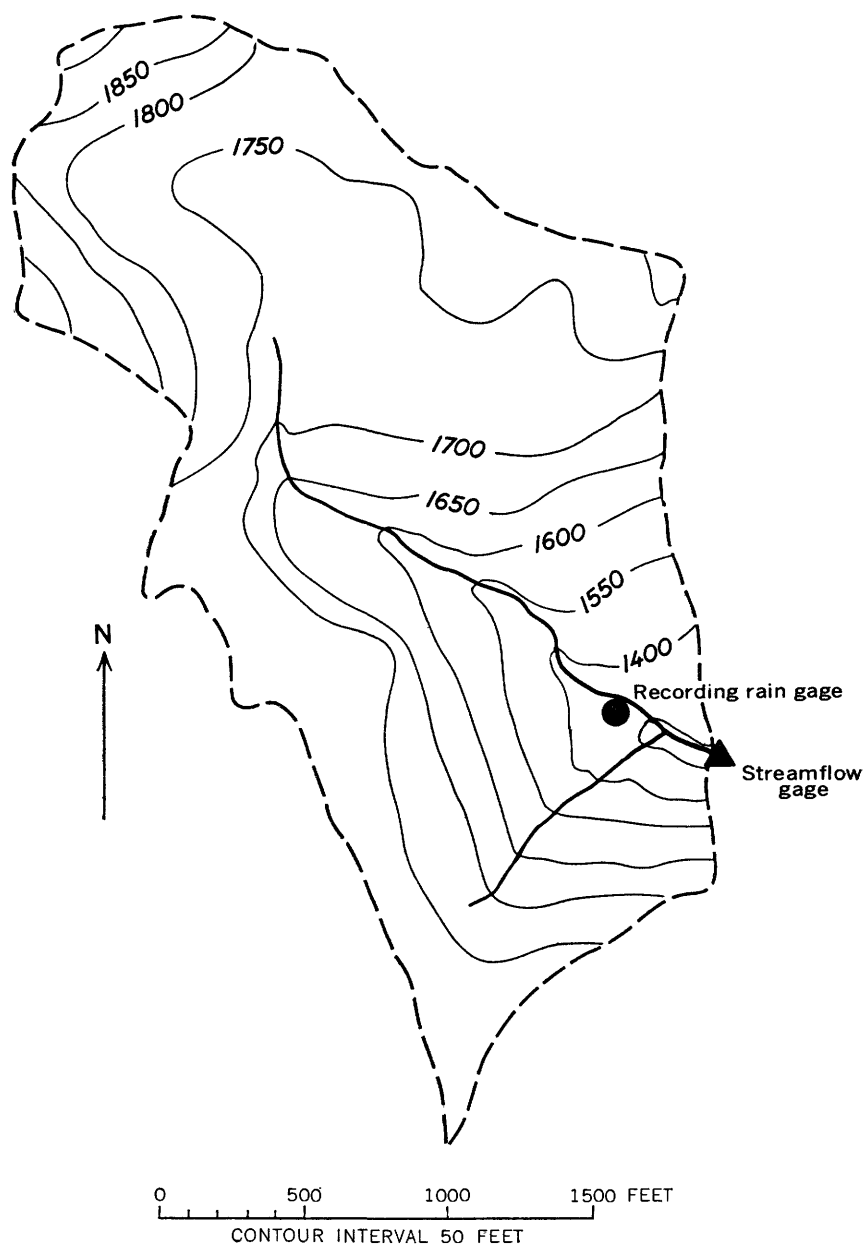 1850
1800
1750
1700
1650
1600
1550
1400
N
Recording rain gage
Streamflow
gage
0 500 1000 1500 FEET
CONTOUR INTERVAL 50 FEET